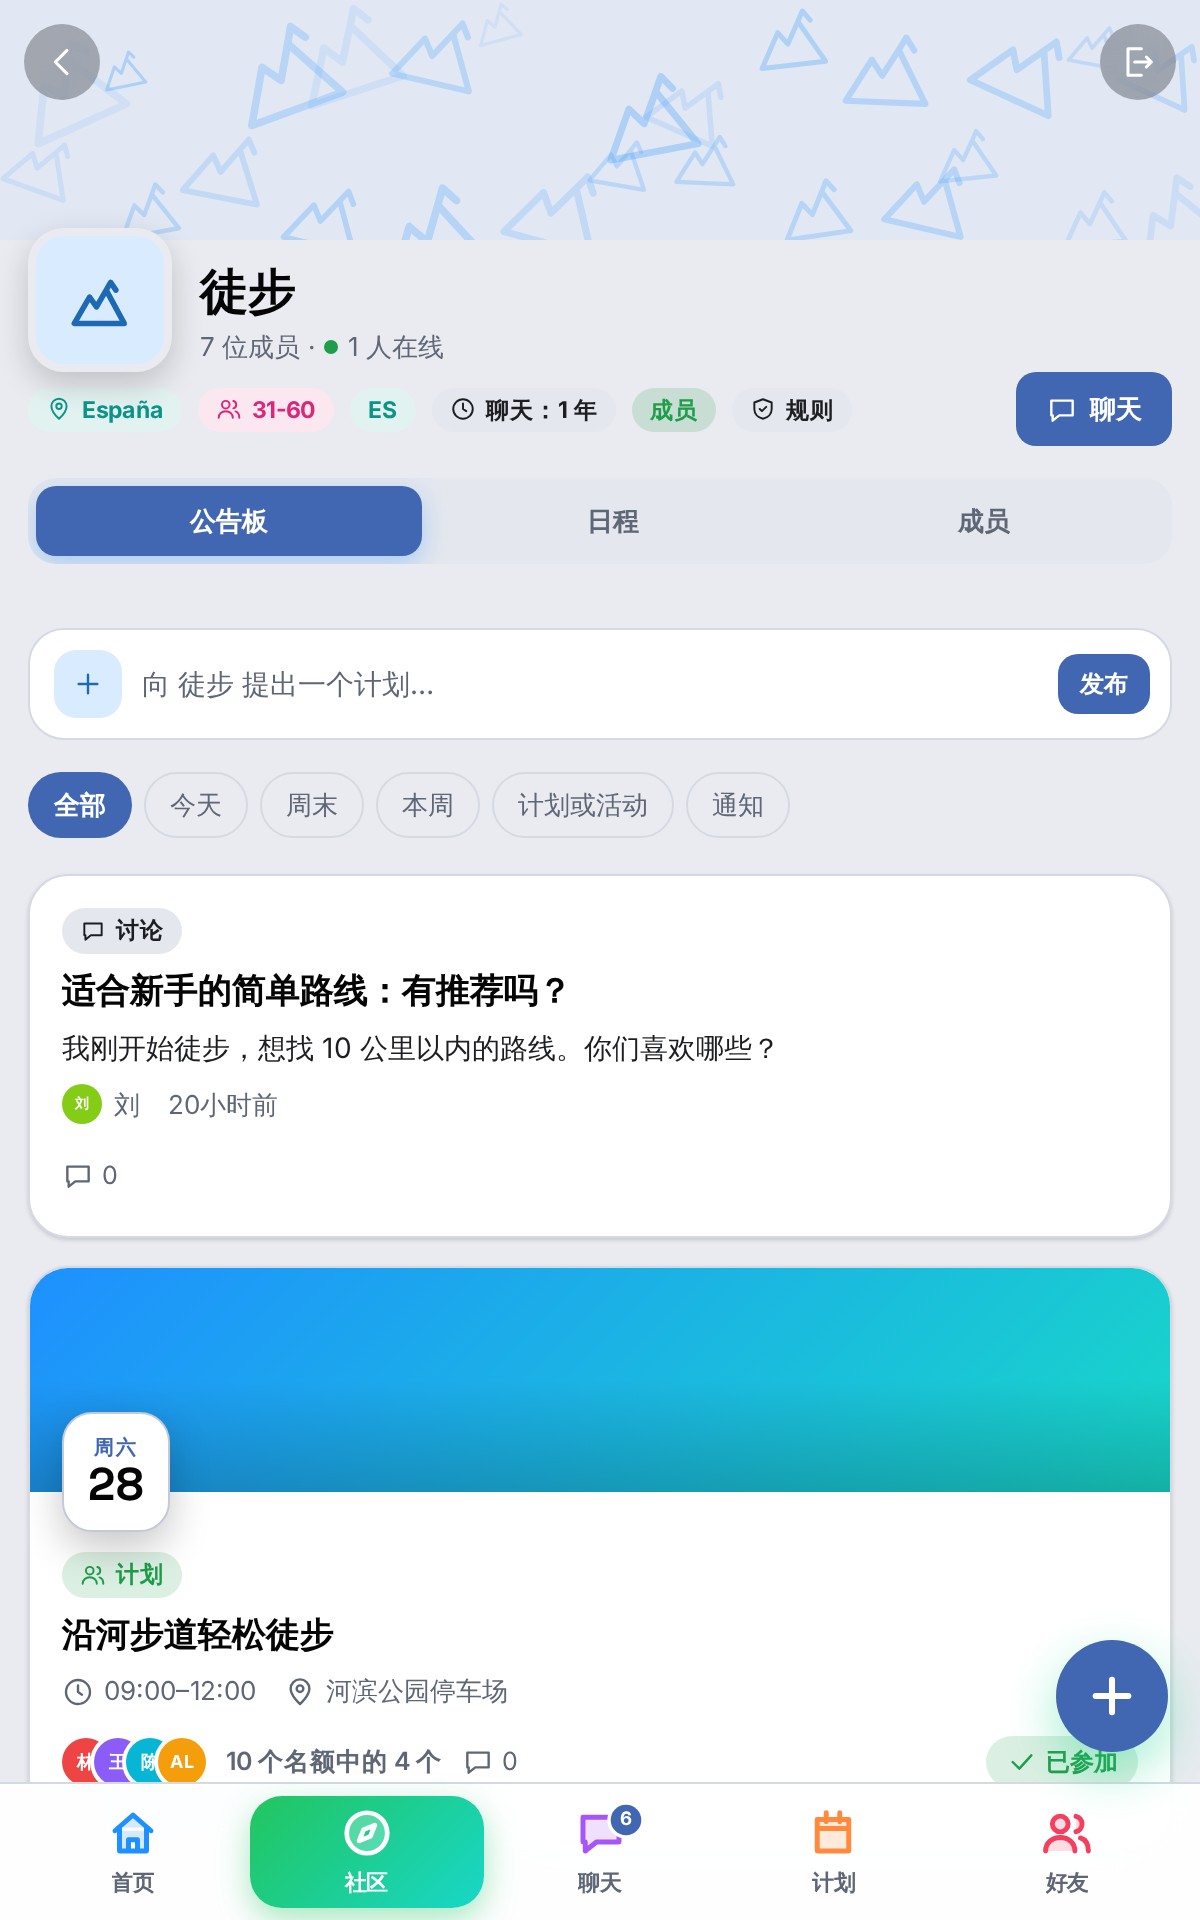 徒步
7 位成员 · 1 人在线
España
31-60
ES
聊天：1 年
成员
规则
聊天
公告板
日程
成员
向 徒步 提出一个计划...
发布
全部
今天
周末
本周
计划或活动
通知
讨论
适合新手的简单路线：有推荐吗？
我刚开始徒步，想找 10 公里以内的路线。你们喜欢哪些？
刘 刘 20小时前
0
周六
28
计划
沿河步道轻松徒步
09:00–12:00 河滨公园停车场
林 王 陈 AL 10 个名额中的 4 个 0
已参加
首页
社区
6
聊天
计划
好友